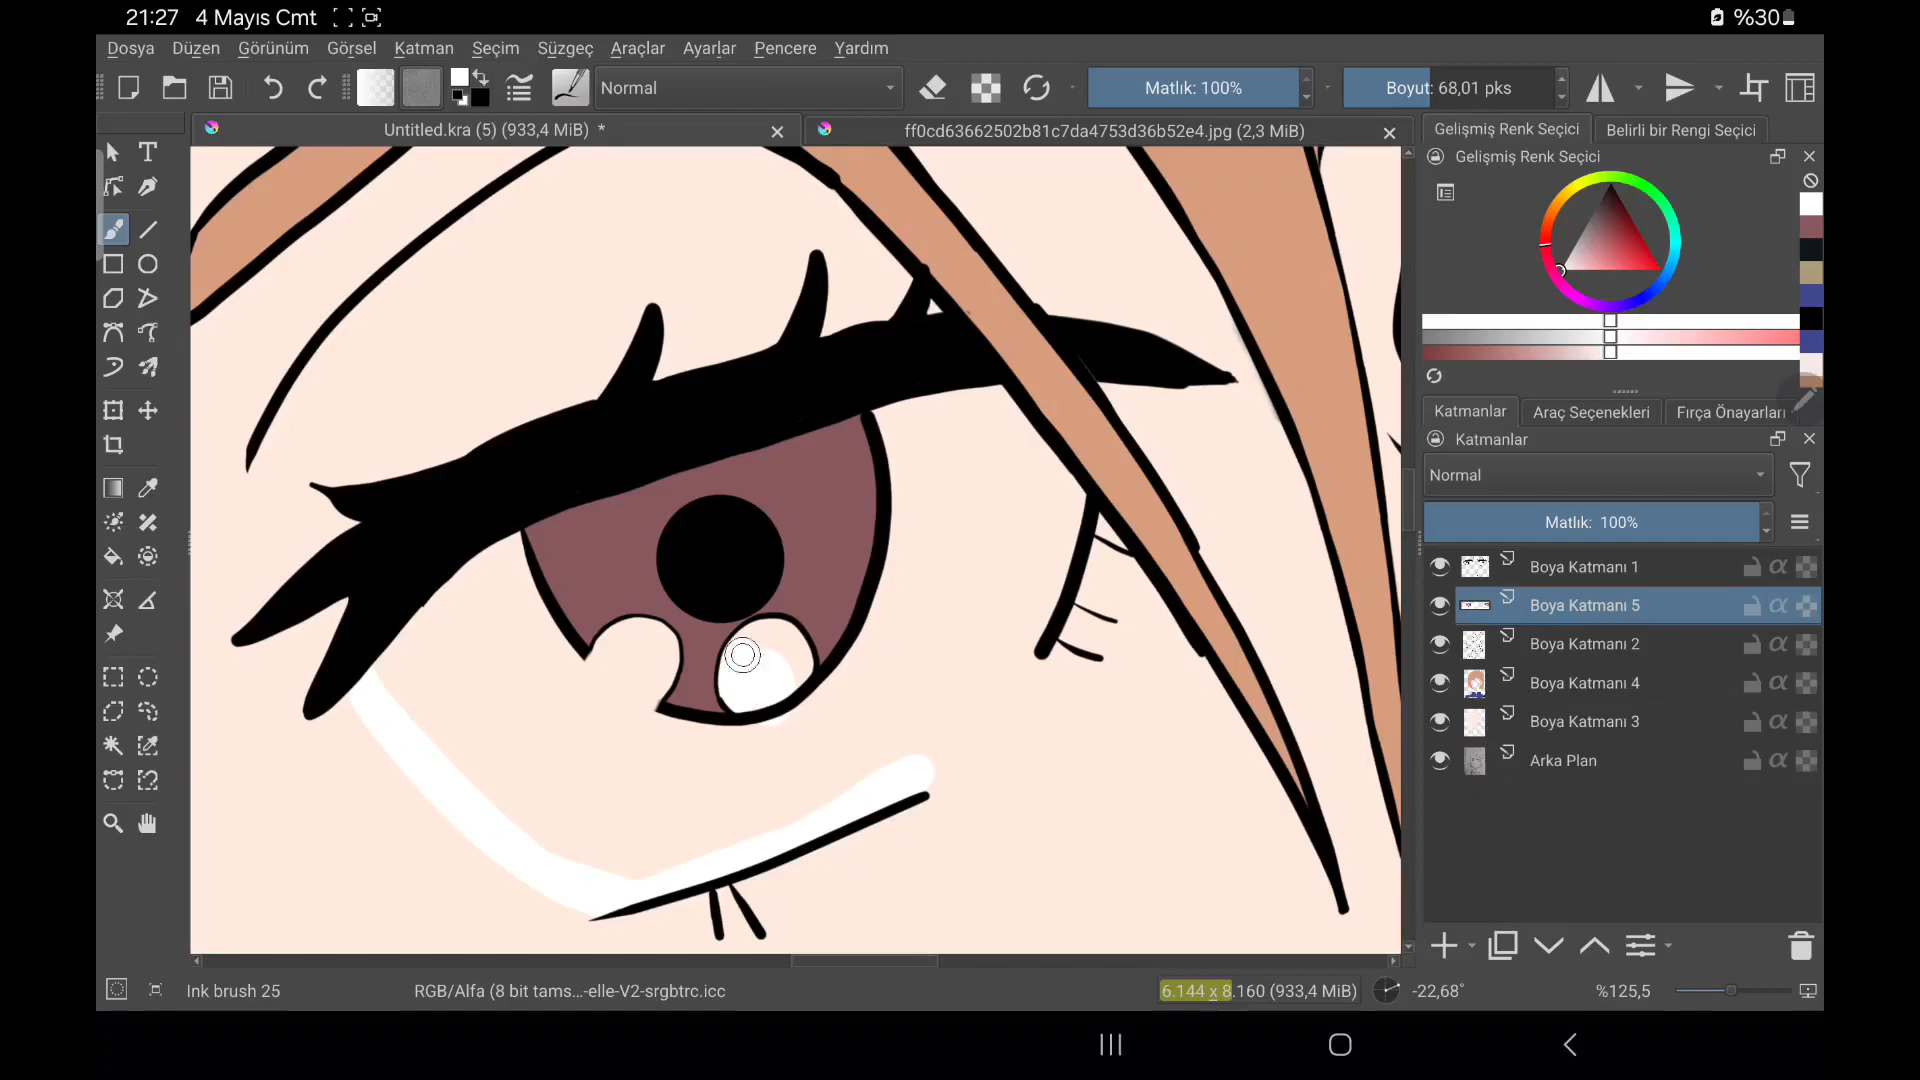 21:27 4 Mayıs Cmt %30
Dosya Düzen Görünüm Görsel Katman Seçim Süzgeç Araçlar Ayarlar Pencere Yardım
Normal Matlık: 100% Boyut: 68,01 pks
Untitled.kra (5) (933,4 MiB) *
ff0cd63662502b81c7da4753d36b52e4.jpg (2,3 MiB)
Gelişmiş Renk Seçici Belirli bir Rengi Seçici
Gelişmiş Renk Seçici
Katmanlar Araç Seçenekleri Fırça Önayarları
Katmanlar
Normal
Matlık: 100%
Boya Katmanı 1
Boya Katmanı 5
Boya Katmanı 2
Boya Katmanı 4
Boya Katmanı 3
Arka Plan
Ink brush 25 RGB/Alfa (8 bit tams...-elle-V2-srgbtrc.icc 6.144 x 8.160 (933,4 MiB) -22,68° %125,5